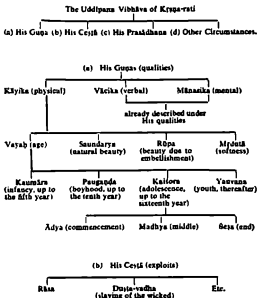 The Uddīpana Vibhāva of Kṛṣṇa-rati
(a) His Guṇa (b) His Ceṣṭā (c) His Prasādhana (d) Other Circumstances.
(a) His Guṇas (qualities)
Kāyika (physical) Vācika (verbal) Mānasika (mental)
already described under
His qualities
Vayaḥ (age) Saundarya Rūpa Mṛdutā
(natural beauty) (beauty due to (softness)
embellishment)
Kaumāra Paugaṇḍa Kaiśora Yauvana
(infancy, up to (boyhood, up to (adolescence, (youth, thereafter)
the fifth year) the tenth year) up to the
sixteenth year)
Ādya (commencement) Madhya (middle) Śeṣa (end)
(b) His Ceṣṭā (exploits)
Rāsa Duṣṭa-vadha Etc.
(slaying of the wicked)